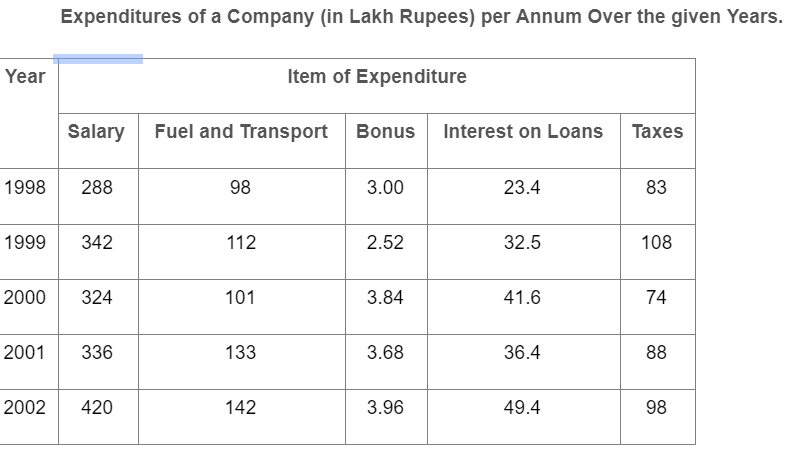 Expenditures of a Company (in Lakh Rupees) per Annum Over the given Years.
Year Item of Expenditure
Salary Fuel and Transport Bonus Interest on Loans Taxes
1998 288 98 3.00 23.4 83
1999 342 112 2.52 32.5 108
2000 324 101 3.84 41.6 74
2001 336 133 3.68 36.4 88
2002 420 142 3.96 49.4 98